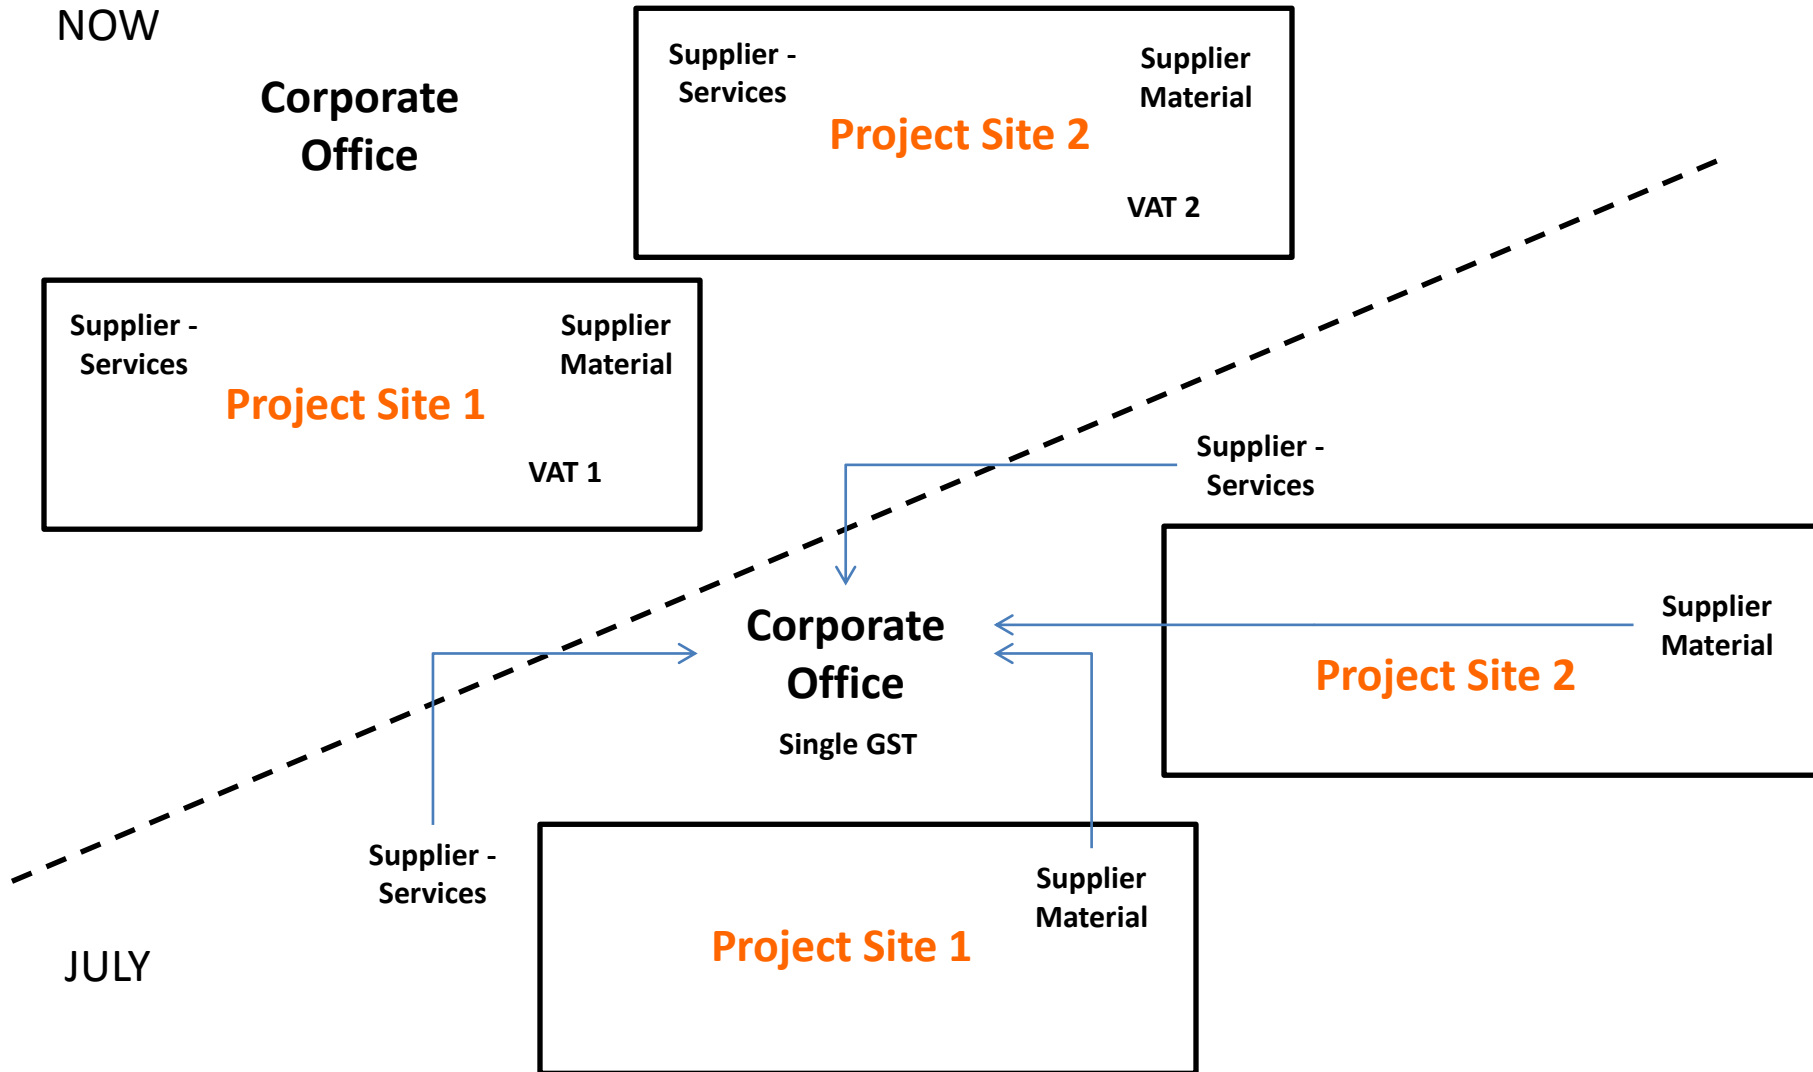 NOW
Corporate
Office
Supplier -
Services
Supplier
Material
Project Site 2
VAT 2
Supplier -
Services
Supplier
Material
Project Site 1
VAT 1
Supplier -
Services
Corporate
Office
Single GST
Supplier
Material
Project Site 2
Supplier -
Services
Supplier
Material
Project Site 1
JULY